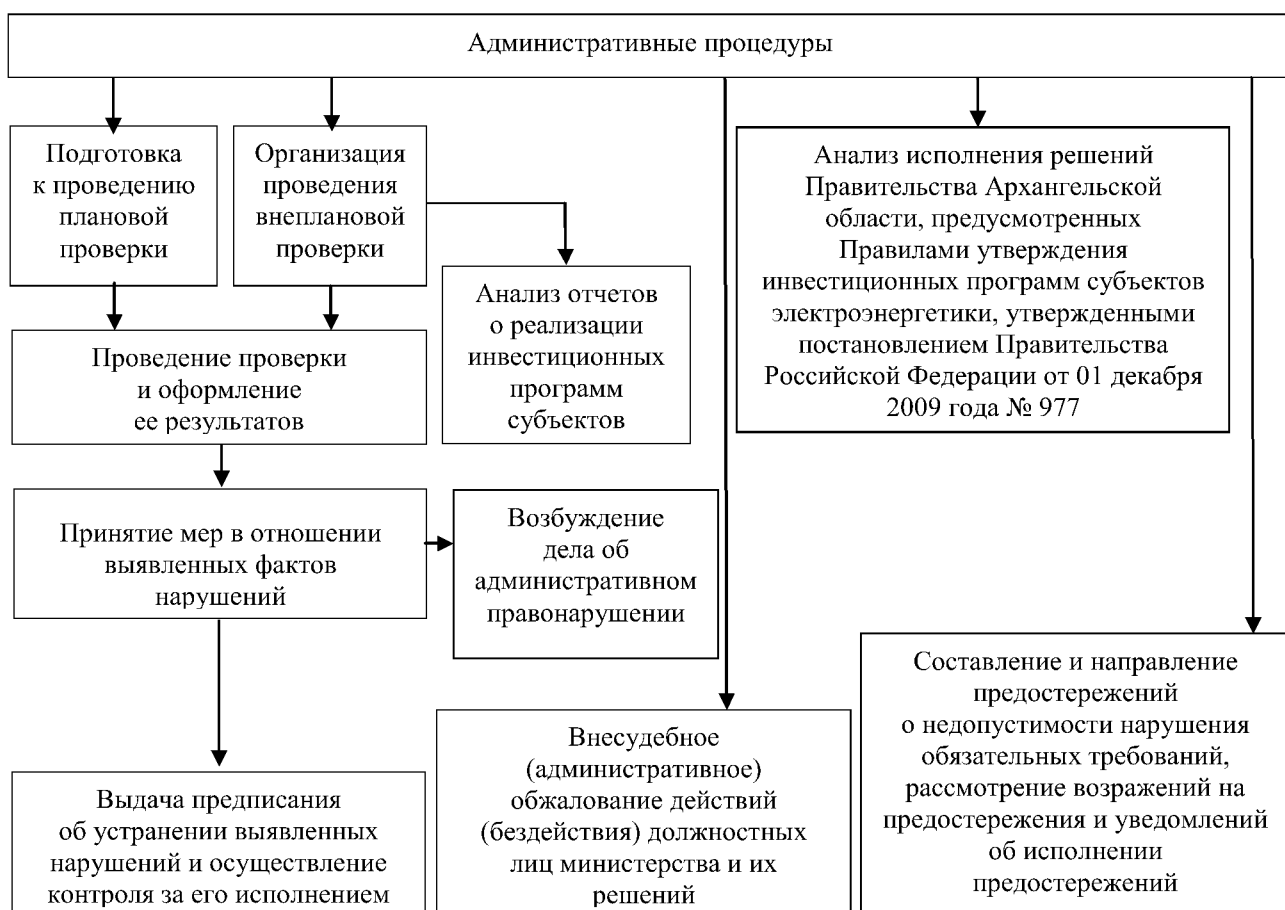 Административные процедуры
Подготовка
к проведению
плановой
проверки
Организация
проведения
внеплановой
проверки
Анализ исполнения решений
Правительства Архангельской
области, предусмотренных
Правилами утверждения
инвестиционных программ субъектов
электроэнергетики, утвержденными
постановлением Правительства
Российской Федерации от 01 декабря
2009 года № 977
Анализ отчетов
о реализации
инвестиционных
программ
субъектов
Проведение проверки
и оформление
ее результатов
Принятие мер в отношении
выявленных фактов
нарушений
Возбуждение
дела об
административном
правонарушении
Составление и направление
предостережений
о недопустимости нарушения
обязательных требований,
рассмотрение возражений на
предостережения и уведомлений
об исполнении
предостережений
Внесудебное
(административное)
обжалование действий
(бездействия) должностных
лиц министерства и их
решений
Выдача предписания
об устранении выявленных
нарушений и осуществление
контроля за его исполнением